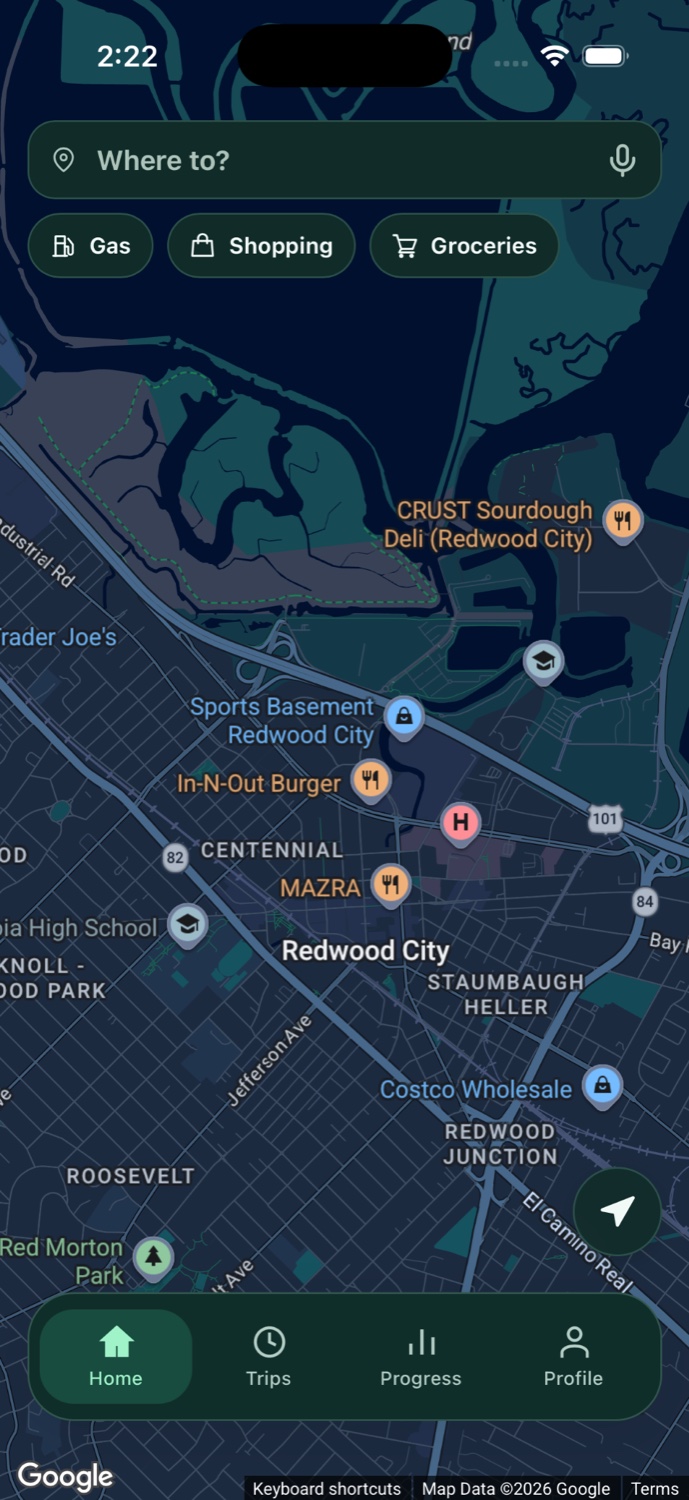 2:22
Where to?
Gas
Shopping
Groceries
CRUST Sourdough
Deli (Redwood City)
Industrial Rd
Trader Joe's
Sports Basement
Redwood City
In-N-Out Burger
H
101
82
CENTENNIAL
MAZRA
84
High School
Redwood City
Bay
KNOLL -
PARK
STAUMBAUGH
HELLER
Jefferson Ave
Costco Wholesale
REDWOOD
JUNCTION
ROOSEVELT
El Camino Real
Red Morton
Park
Ave
Home
Trips
Progress
Profile
Google
Keyboard shortcuts
Map Data ©2026 Google
Terms